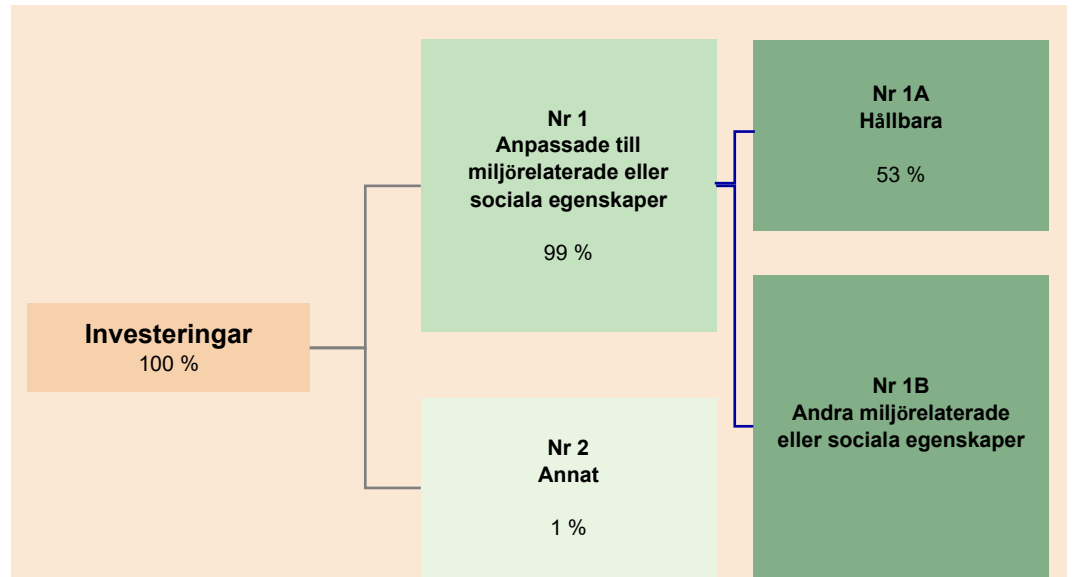 Investeringar
100 %
Nr 1
Anpassade till
miljörelaterade eller
sociala egenskaper
99 %
Nr 2
Annat
1 %
Nr 1A
Hållbara
53 %
Nr 1B
Andra miljörelaterade
eller sociala egenskaper